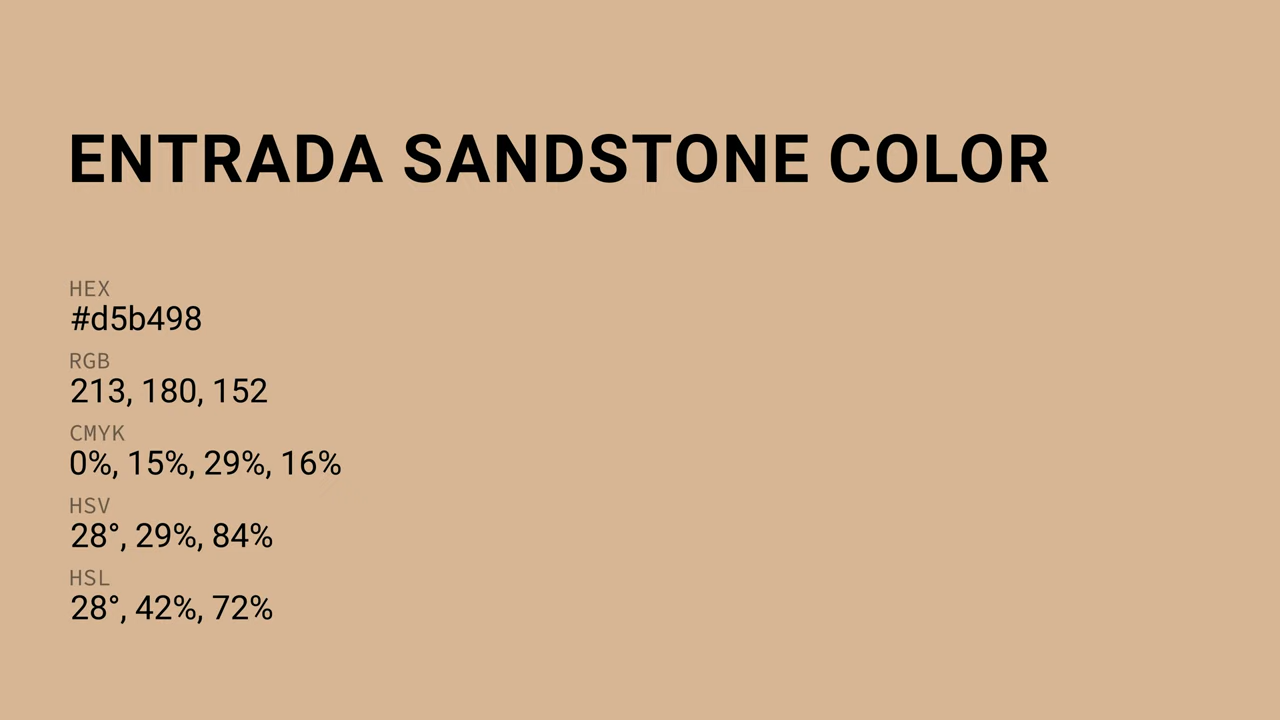 ENTRADA SANDSTONE COLOR
HEX
#d5b498
RGB
213, 180, 152
CMYK
0%, 15%, 29%, 16%
HSV
28°, 29%, 84%
HSL
28°, 42%, 72%